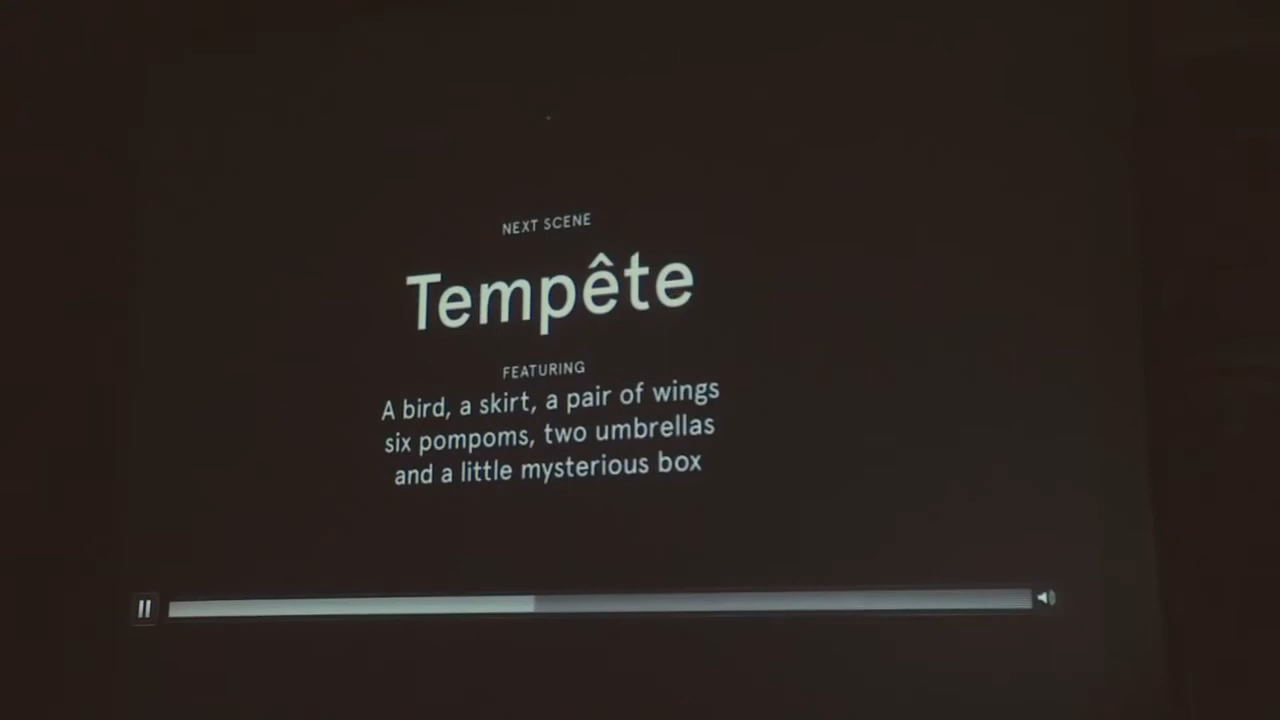 NEXT SCENE
Tempête
FEATURING
A bird, a skirt, a pair of wings
six pompoms, two umbrellas
and a little mysterious box